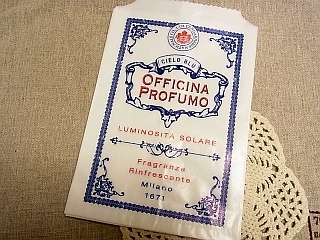 CIELO BLU
OFFICINA
PROFUMO
LUMINOSITÀ SOLARE
Fragranza
Rinfrescante
Milano
1671